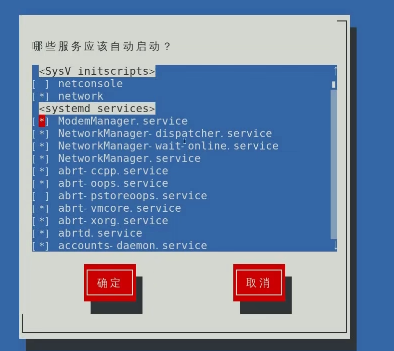 哪些服务应该自动启动？
<SysV initscripts>
[ ] netconsole
[*] network
<systemd services>
[*] ModemManager.service
[*] NetworkManager-dispatcher.service
[*] NetworkManager-wait-online.service
[*] NetworkManager.service
[*] abrt-ccpp.service
[*] abrt-oops.service
[ ] abrt-pstoreoops.service
[*] abrt-vmcore.service
[*] abrt-xorg.service
[*] abrtd.service
[*] accounts-daemon.service
确定 取消